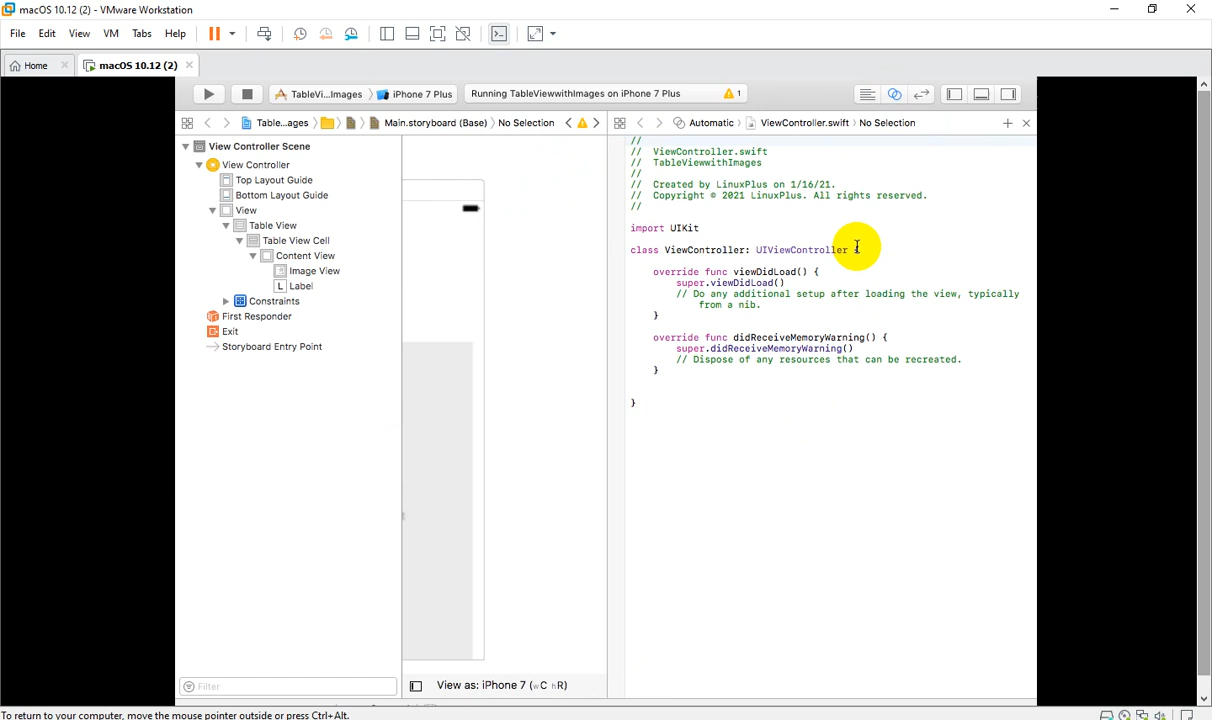 macOS 10.12 (2) - VMware Workstation
File Edit View VM Tabs Help
Home macOS 10.12 (2)
TableVi...Images iPhone 7 Plus Running TableViewwithImages on iPhone 7 Plus 1
Table...ages Main.storyboard (Base) No Selection Automatic ViewController.swift No Selection
View Controller Scene
View Controller
Top Layout Guide
Bottom Layout Guide
View
Table View
Table View Cell
Content View
Image View
L Label
Constraints
First Responder
Exit
Storyboard Entry Point
Filter
View as: iPhone 7 (wC hR)
//
// ViewController.swift
// TableViewwithImages
//
// Created by LinuxPlus on 1/16/21.
// Copyright © 2021 LinuxPlus. All rights reserved.
//
import UIKit
class ViewController: UIViewController {
override func viewDidLoad() {
super.viewDidLoad()
// Do any additional setup after loading the view, typically
from a nib.
}
override func didReceiveMemoryWarning() {
super.didReceiveMemoryWarning()
// Dispose of any resources that can be recreated.
}
}
To return to your computer, move the mouse pointer outside or press Ctrl+Alt.